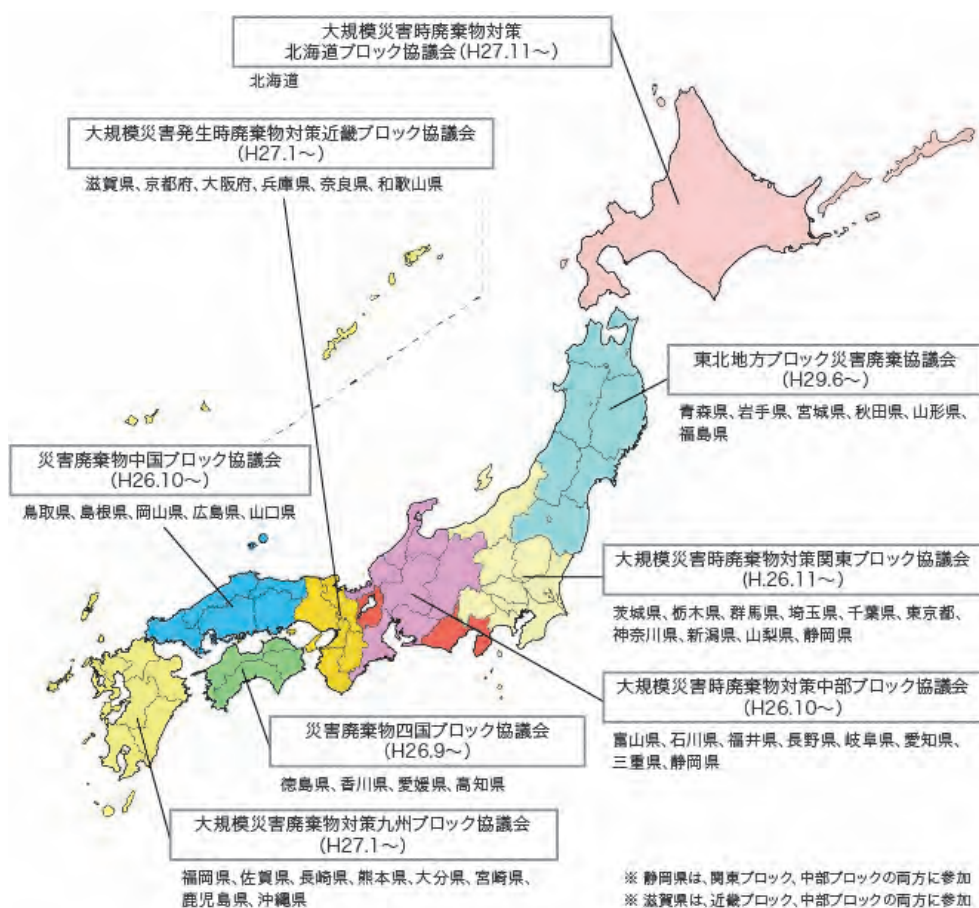 大規模災害時廃棄物対策
北海道ブロック協議会(H27.11〜)
北海道
大規模災害発生時廃棄物対策近畿ブロック協議会
(H27.1〜)
滋賀県、京都府、大阪府、兵庫県、奈良県、和歌山県
東北地方ブロック災害廃棄協議会
(H29.6〜)
青森県、岩手県、宮城県、秋田県、山形県、
福島県
災害廃棄物中国ブロック協議会
(H26.10〜)
鳥取県、島根県、岡山県、広島県、山口県
大規模災害時廃棄物対策関東ブロック協議会
(H.26.11〜)
茨城県、栃木県、群馬県、埼玉県、千葉県、東京都、
神奈川県、新潟県、山梨県、静岡県
大規模災害時廃棄物対策中部ブロック協議会
(H26.10〜)
富山県、石川県、福井県、長野県、岐阜県、愛知県、
三重県、静岡県
災害廃棄物四国ブロック協議会
(H26.9〜)
徳島県、香川県、愛媛県、高知県
大規模災害廃棄物対策九州ブロック協議会
(H27.1〜)
福岡県、佐賀県、長崎県、熊本県、大分県、宮崎県、
鹿児島県、沖縄県
※ 静岡県は、関東ブロック、中部ブロックの両方に参加
※ 滋賀県は、近畿ブロック、中部ブロックの両方に参加